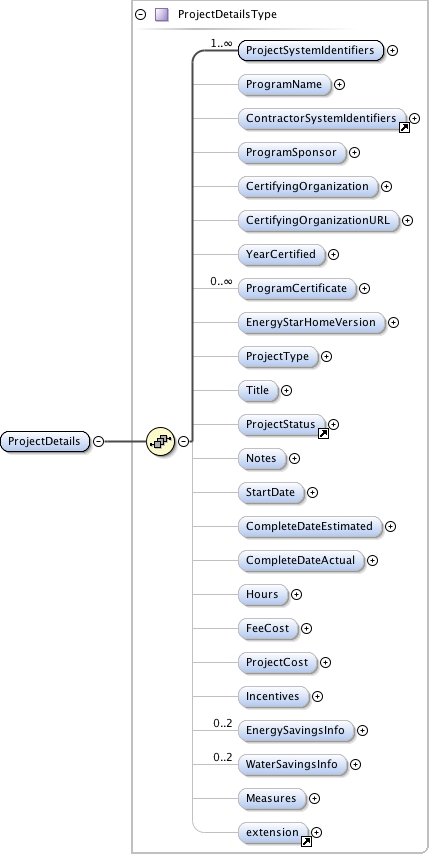 ProjectDetailsType
1..∞
ProjectSystemIdentifiers
ProgramName
ContractorSystemIdentifiers
ProgramSponsor
CertifyingOrganization
CertifyingOrganizationURL
YearCertified
0..∞
ProgramCertificate
EnergyStarHomeVersion
ProjectType
Title
ProjectStatus
ProjectDetails
Notes
StartDate
CompleteDateEstimated
CompleteDateActual
Hours
FeeCost
ProjectCost
Incentives
0..2
EnergySavingsInfo
0..2
WaterSavingsInfo
Measures
extension